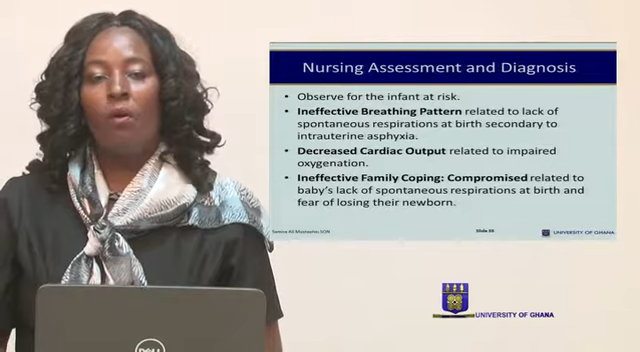 Nursing Assessment and Diagnosis
• Observe for the infant at risk.
• Ineffective Breathing Pattern related to lack of
spontaneous respirations at birth secondary to
intrauterine asphyxia.
• Decreased Cardiac Output related to impaired
oxygenation.
• Ineffective Family Coping: Compromised related to
baby's lack of spontaneous respirations at birth and
fear of losing their newborn.
UNIVERSITY OF GHANA
UNIVERSITY OF GHANA
DELL